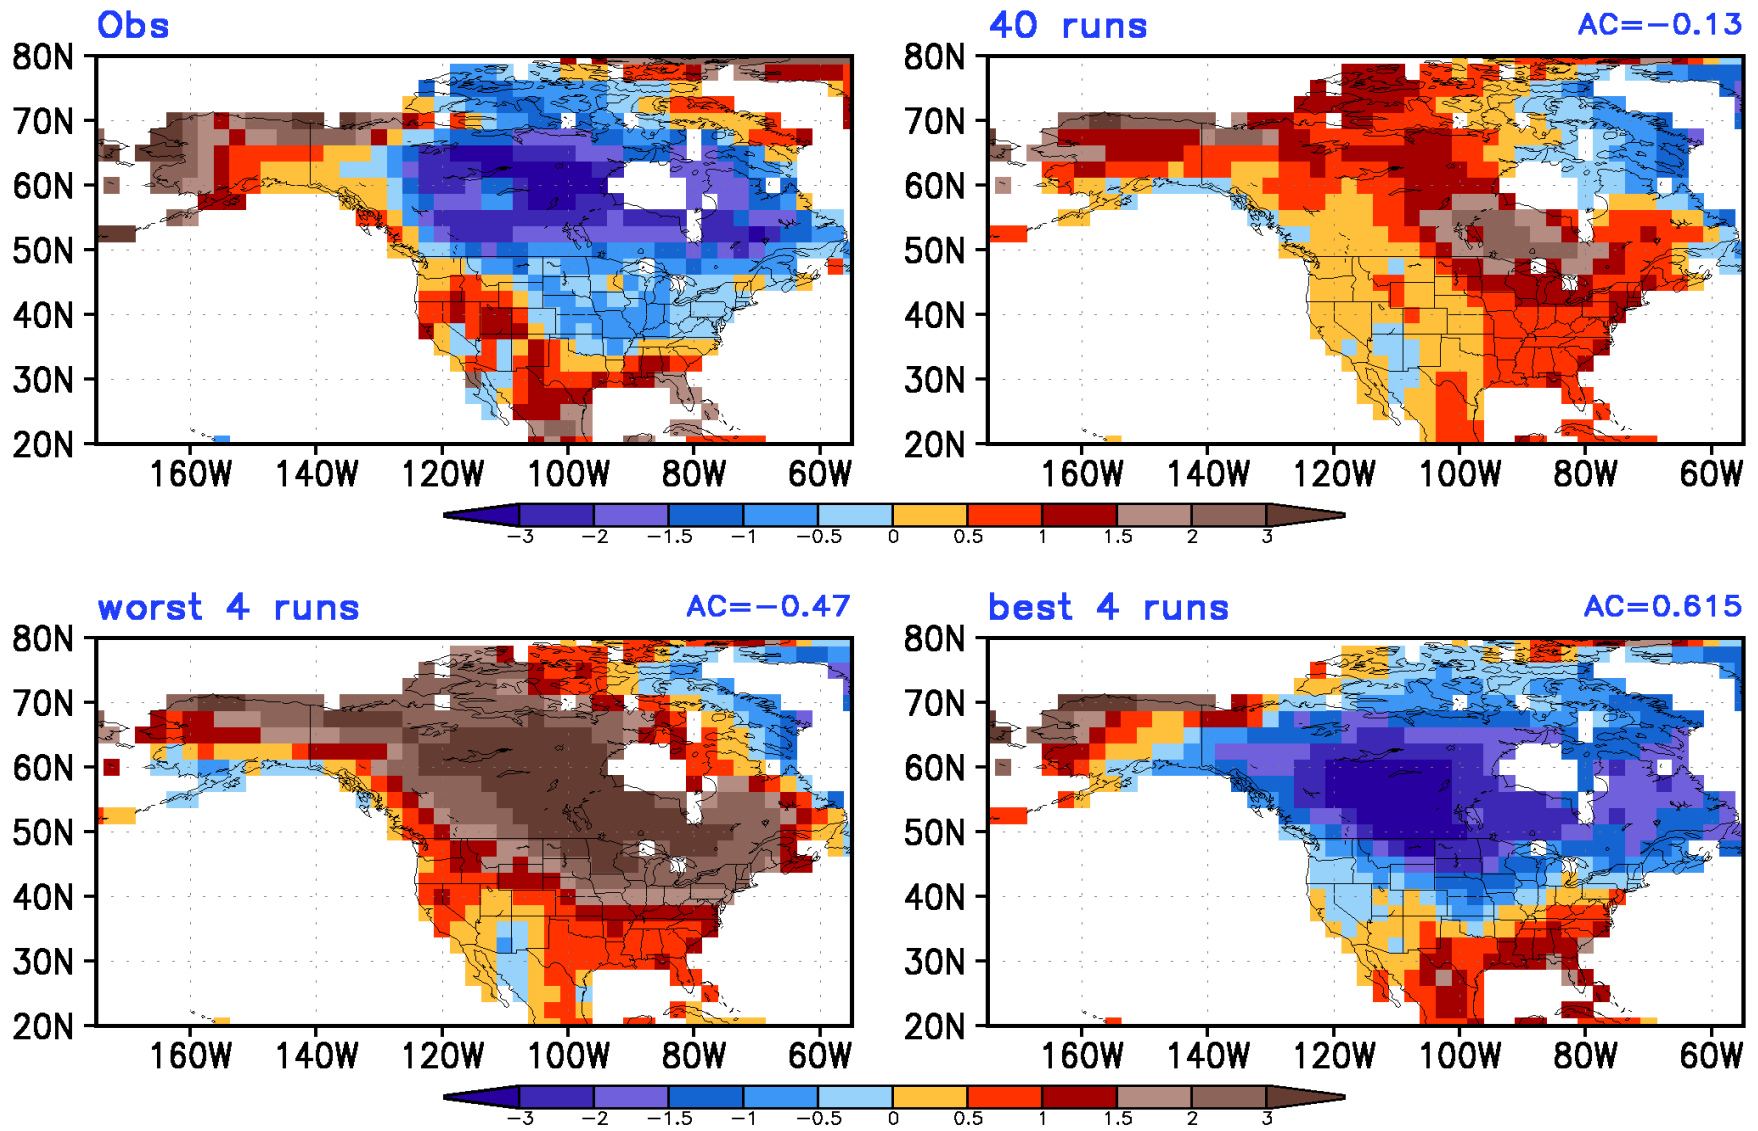 Obs
40 runs AC=-0.13
80N 80N
70N 70N
60N 60N
50N 50N
40N 40N
30N 30N
20N 20N
160W 140W 120W 100W 80W 60W 160W 140W 120W 100W 80W 60W
-3 -2 -1.5 -1 -0.5 0 0.5 1 1.5 2 3
worst 4 runs AC=-0.47
best 4 runs AC=0.615
80N 80N
70N 70N
60N 60N
50N 50N
40N 40N
30N 30N
20N 20N
160W 140W 120W 100W 80W 60W 160W 140W 120W 100W 80W 60W
-3 -2 -1.5 -1 -0.5 0 0.5 1 1.5 2 3